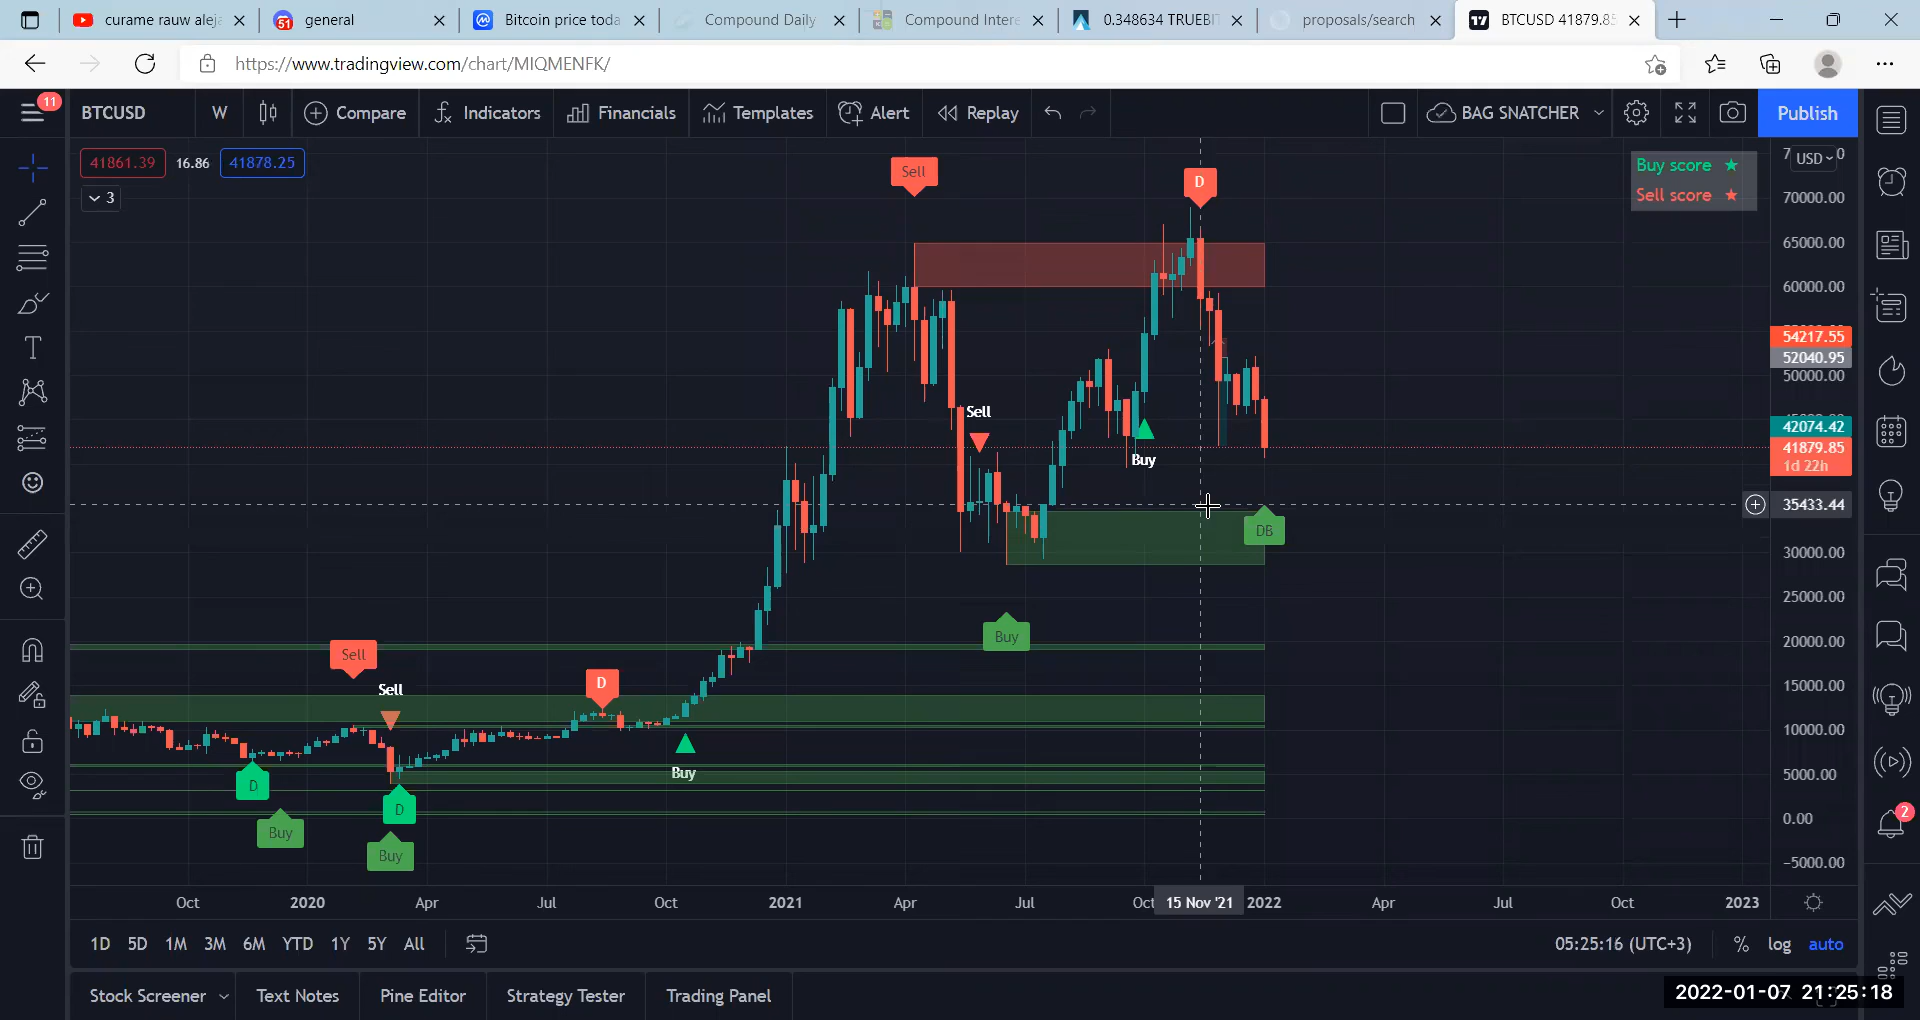 curame rauw aleja
51
general
Bitcoin price toda
Compound Daily
Compound Inter
0.348634 TRUEBIT
proposals/search
BTCUSD 41879.85
https://www.tradingview.com/chart/MIQMENFK/
11
BTCUSD
W
Compare
Indicators
Financials
Templates
Alert
Replay
BAG SNATCHER
Publish
41861.39
16.86
41878.25
3
Buy score ★
Sell score ★
USD
70000.00
65000.00
60000.00
54217.55
52040.95
50000.00
42074.42
41879.85
1d 22h
35433.44
30000.00
25000.00
20000.00
15000.00
10000.00
5000.00
0.00
−5000.00
Sell
D
Sell
Buy
DB
Buy
Sell
Sell
D
D
Buy
D
Buy
Buy
Oct
2020
Apr
Jul
Oct
2021
Apr
Jul
Oct
15 Nov '21
2022
Apr
Jul
Oct
2023
1D
5D
1M
3M
6M
YTD
1Y
5Y
All
05:25:16 (UTC+3)
%
log
auto
Stock Screener
Text Notes
Pine Editor
Strategy Tester
Trading Panel
2
2022-01-07 21:25:18